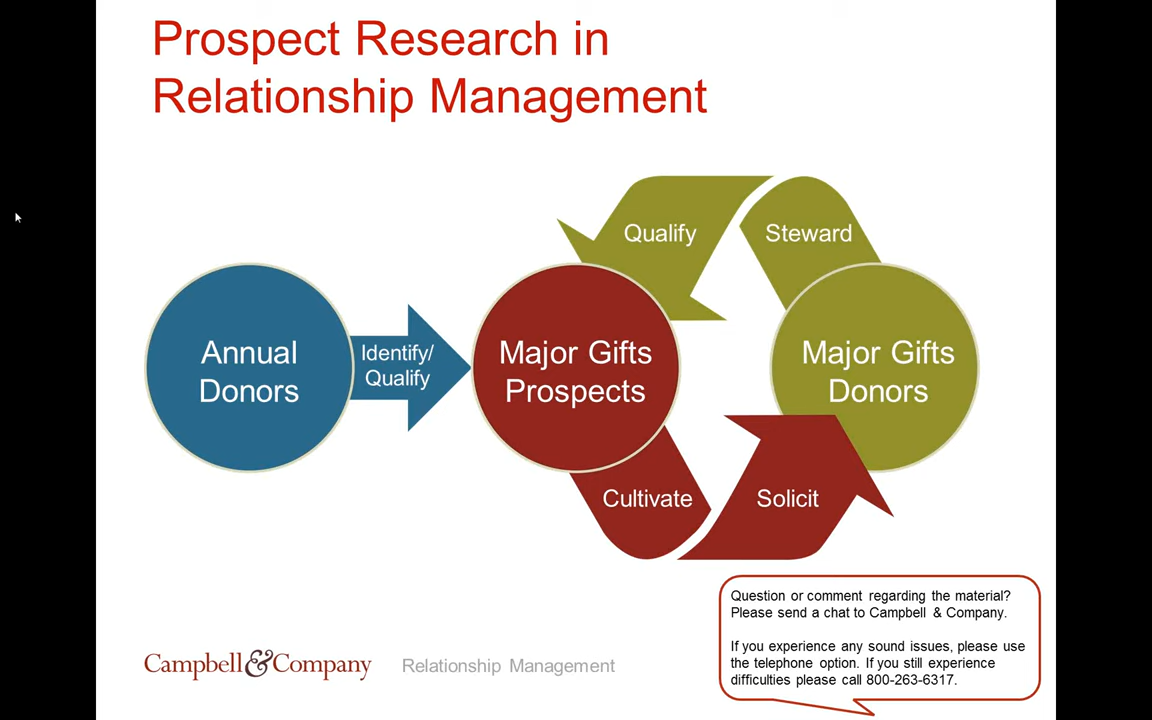 Prospect Research in
Relationship Management
Qualify
Steward
Annual
Donors
Identify/
Qualify
Major Gifts
Prospects
Major Gifts
Donors
Cultivate
Solicit
Question or comment regarding the material?
Please send a chat to Campbell & Company.
If you experience any sound issues, please use
the telephone option. If you still experience
difficulties please call 800-263-6317.
Campbell&Company
Relationship Management